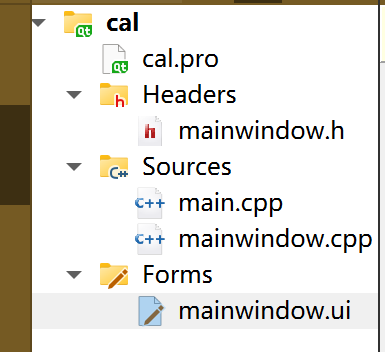 cal
cal.pro
Headers
mainwindow.h
Sources
main.cpp
mainwindow.cpp
Forms
mainwindow.ui